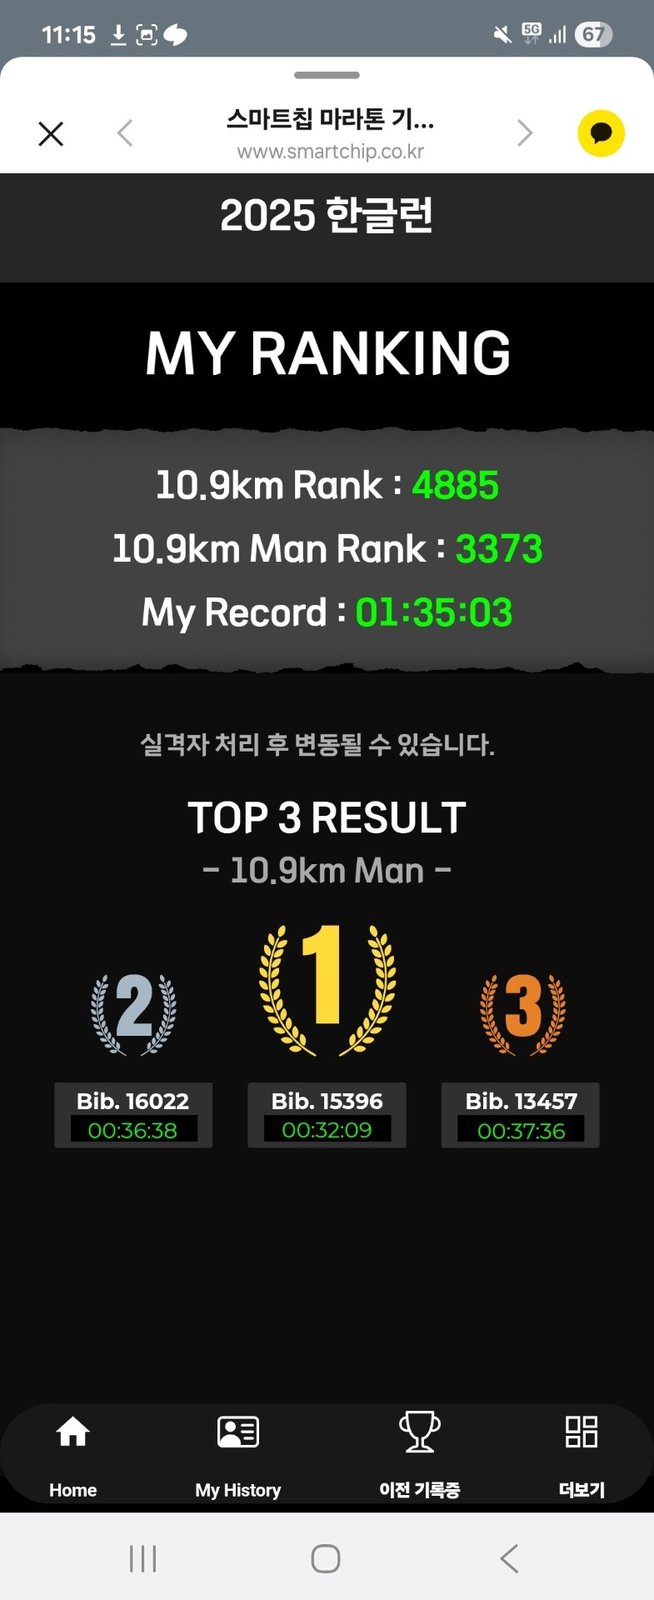 11:15
5G
67
스마트칩 마라톤 기...
www.smartchip.co.kr
2025 한글런
MY RANKING
10.9km Rank : 4885
10.9km Man Rank : 3373
My Record : 01:35:03
실격자 처리 후 변동될 수 있습니다.
TOP 3 RESULT
- 10.9km Man -
2 1 3
Bib. 16022 Bib. 15396 Bib. 13457
00:36:38 00:32:09 00:37:36
Home My History 이전 기록증 더보기